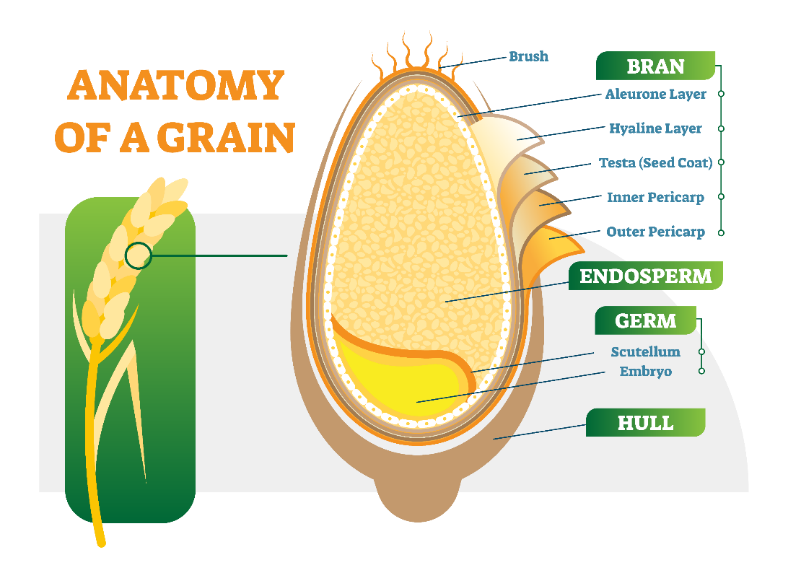 ANATOMY
OF A GRAIN
Brush
BRAN
Aleurone Layer
Hyaline Layer
Testa (Seed Coat)
Inner Pericarp
Outer Pericarp
ENDOSPERM
GERM
Scutellum
Embryo
HULL